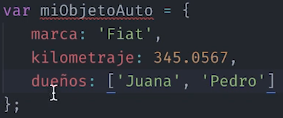 var miObjetoAuto = {
marca: 'Fiat',
kilometraje: 345.0567,
dueños: ['Juana', 'Pedro']
};